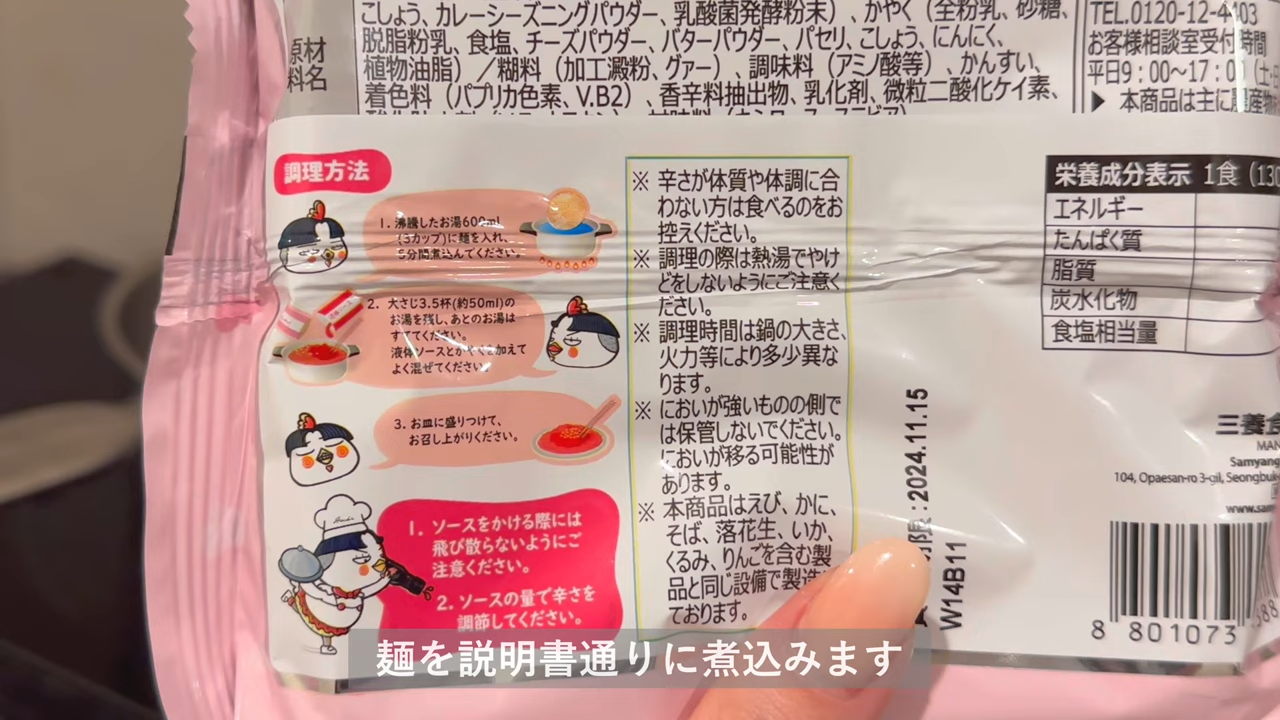 こしょう、カレーシーズニングパウダー、乳酸菌発酵粉末）、かやく（全粉乳、砂糖、
脱脂粉乳、食塩、チーズパウダー、バターパウダー、パセリ、こしょう、にんにく、
植物油脂）／糊料（加工澱粉、グァー）、調味料（アミノ酸等）、かんすい、
着色料（パプリカ色素、V.B2）、香辛料抽出物、乳化剤、微粒二酸化ケイ素、
原材
料名
TEL.0120-12-4103
お客様相談室受付時間
平日9：00〜17：0（土・
▶ 本商品は主に農産物
調理方法
1. 沸騰したお湯600ml
(3カップ)に麺を入れ、
5分間煮込んでください。
2. 大さじ3.5杯(約50ml)の
お湯を残し、あとのお湯は
すててください。
液体ソースとかやくを加えて
よく混ぜてください。
3. お皿に盛りつけて、
お召し上がりください。
1. ソースをかける際には
飛び散らないようにご
注意ください。
2. ソースの量で辛さを
調節してください。
※ 辛さが体質や体調に合
わない方は食べるのをお
控えください。
※ 調理の際は熱湯でやけ
どをしないようにご注意く
ださい。
※ 調理時間は鍋の大きさ、
火力等により多少異な
ります。
※ においが強いものの側で
は保管しないでください。
においが移る可能性が
あります。
※ 本商品はえび、かに、
そば、落花生、いか、
くるみ、りんごを含む製
品と同じ設備で製造
ております。
栄養成分表示 1食（130
エネルギー
たんぱく質
脂質
炭水化物
食塩相当量
限:2024.11.15
W14B11
三養食
MAN
Samyang
104, Opaesan-ro 3-gil, Seongbuk-
www.sam
8 801073
麺を説明書通りに煮込みます